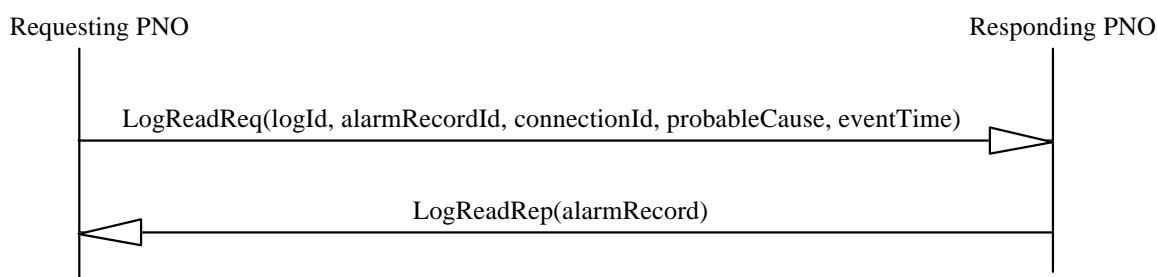 Requesting PNO
Responding PNO
LogReadReq(logId, alarmRecordId, connectionId, probableCause, eventTime)
LogReadRep(alarmRecord)